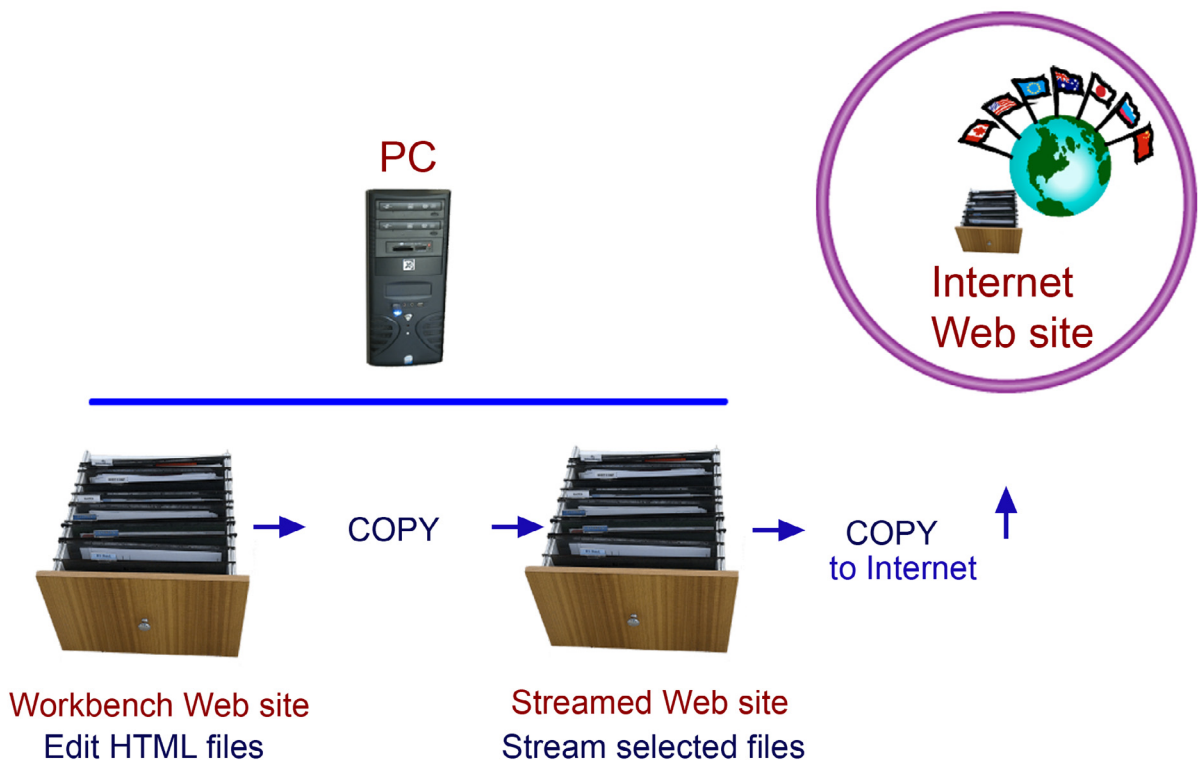 PC
Internet
Web site
COPY
COPY
to Internet
Workbench Web site
Edit HTML files
Streamed Web site
Stream selected files